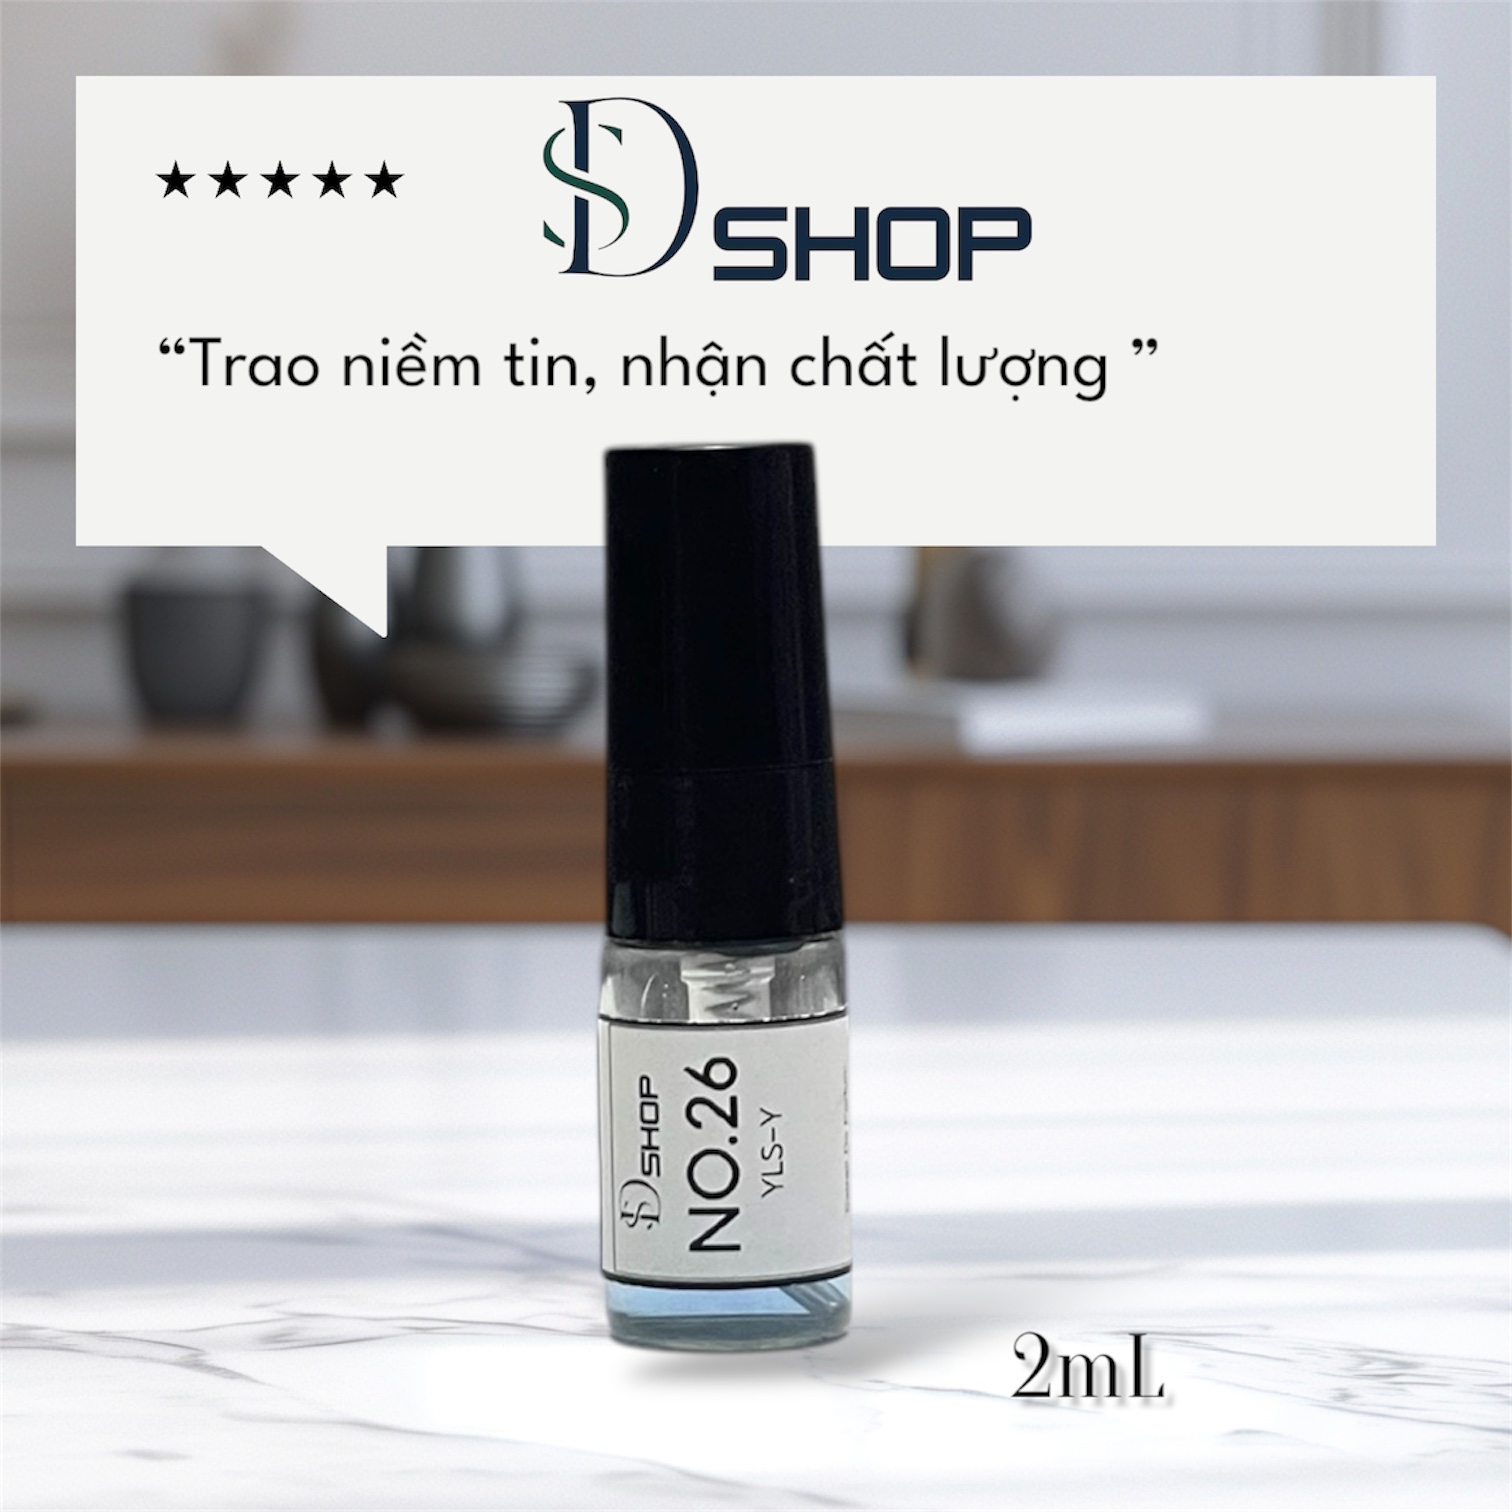 ★★★★★
SD SHOP
“Trao niềm tin, nhận chất lượng ”
SD SHOP
NO.26
YLS-Y
2mL